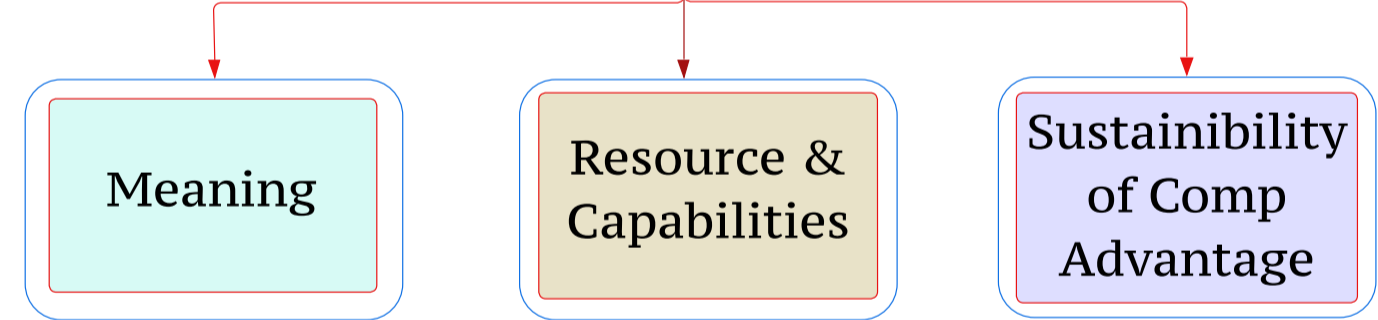 Meaning
Resource &
Capabilities
Sustainibility
of Comp
Advantage